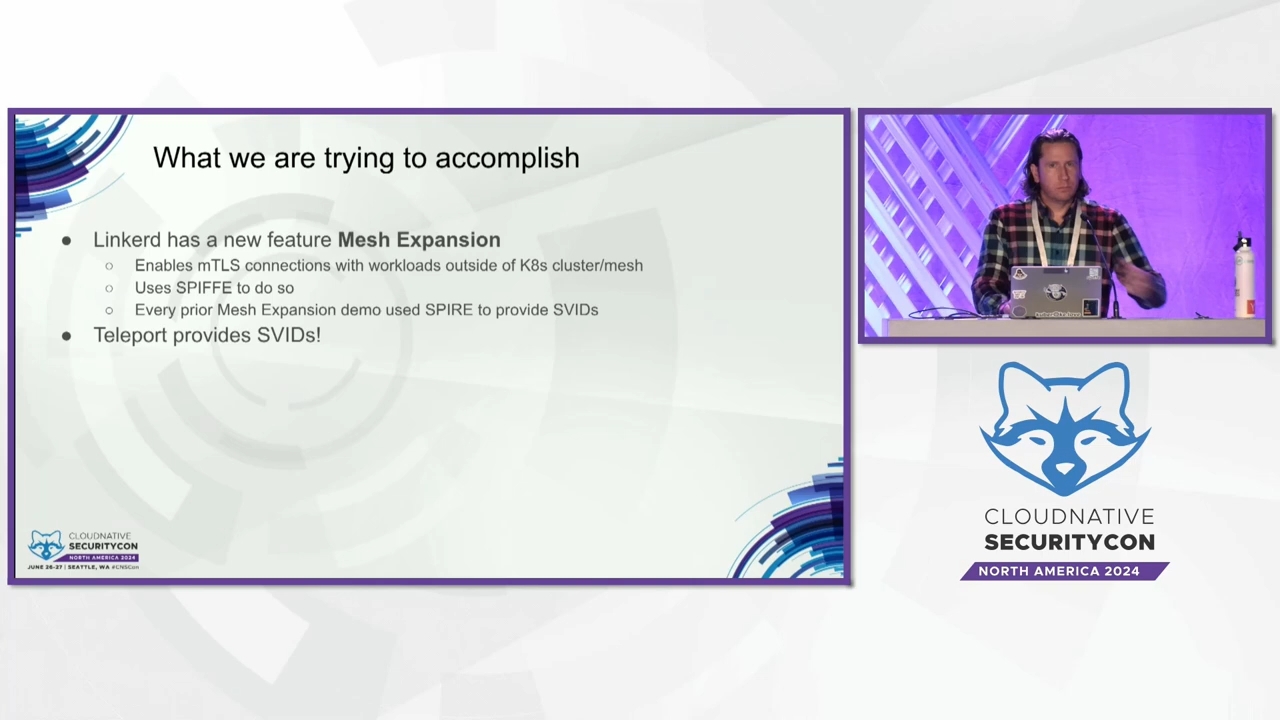 What we are trying to accomplish
● Linkerd has a new feature Mesh Expansion
○ Enables mTLS connections with workloads outside of K8s cluster/mesh
○ Uses SPIFFE to do so
○ Every prior Mesh Expansion demo used SPIRE to provide SVIDs
● Teleport provides SVIDs!
CLOUDNATIVE
SECURITYCON
NORTH AMERICA 2024
JUNE 26-27 | SEATTLE, WA #CNSCon
CLOUDNATIVE
SECURITYCON
NORTH AMERICA 2024